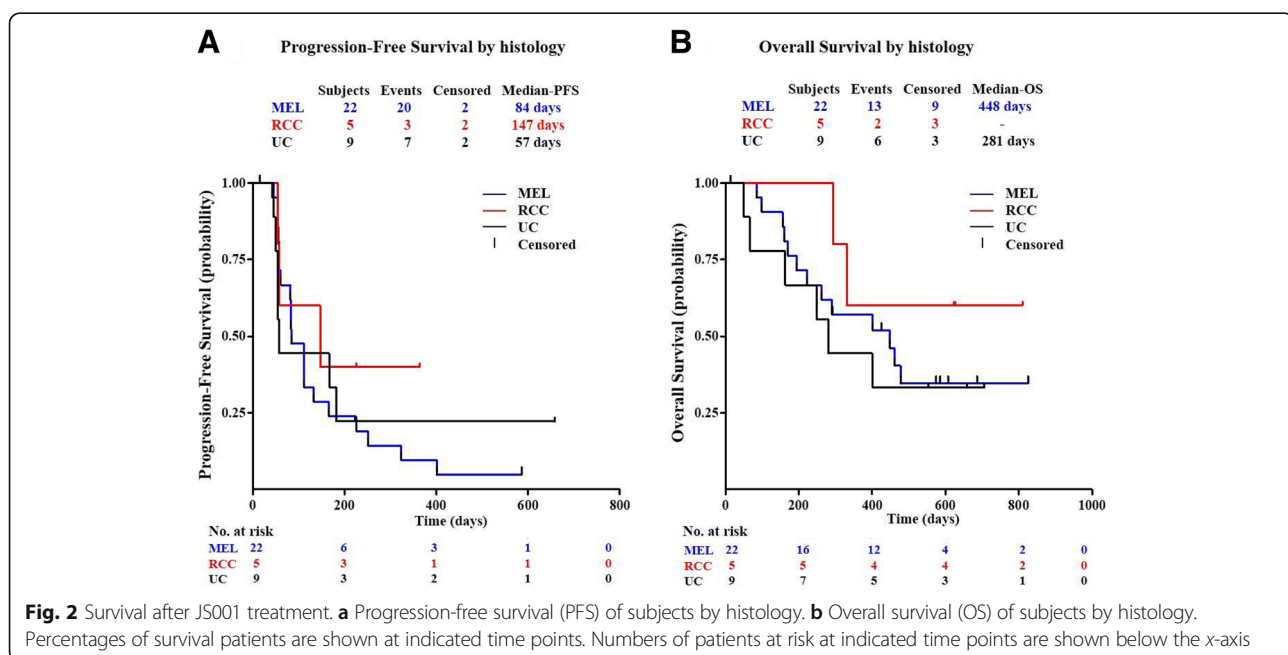 A Progression-Free Survival by histology
Subjects Events Censored Median-PFS
MEL 22 20 2 84 days
RCC 5 3 2 147 days
UC 9 7 2 57 days
1.00
0.75
0.50
0.25
Progression-Free Survival (probability)
MEL
RCC
UC
Censored
0 200 400 600 800
Time (days)
No. at risk
MEL 22 6 3 1 0
RCC 5 3 1 1 0
UC 9 3 2 1 0
B Overall Survival by histology
Subjects Events Censored Median-OS
MEL 22 13 9 448 days
RCC 5 2 3 -
UC 9 6 3 281 days
1.00
0.75
0.50
0.25
Overall Survival (probability)
MEL
RCC
UC
Censored
0 200 400 600 800 1000
Time (days)
No. at risk
MEL 22 16 12 4 2 0
RCC 5 5 4 4 2 0
UC 9 7 5 3 1 0
Fig. 2 Survival after JS001 treatment. a Progression-free survival (PFS) of subjects by histology. b Overall survival (OS) of subjects by histology.
Percentages of survival patients are shown at indicated time points. Numbers of patients at risk at indicated time points are shown below the x-axis